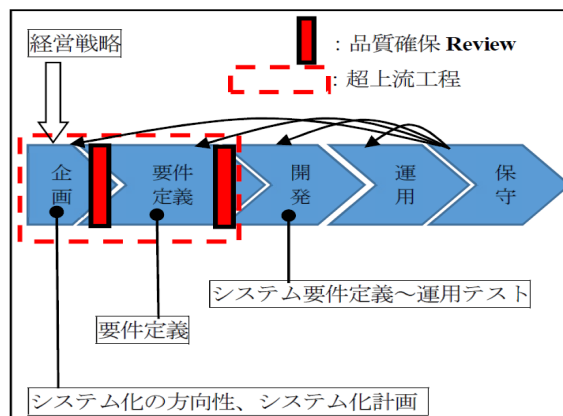 経営戦略
：品質確保 Review
：超上流工程
企画
要件定義
開発
運用
保守
システム要件定義～運用テスト
要件定義
システム化の方向性、システム化計画